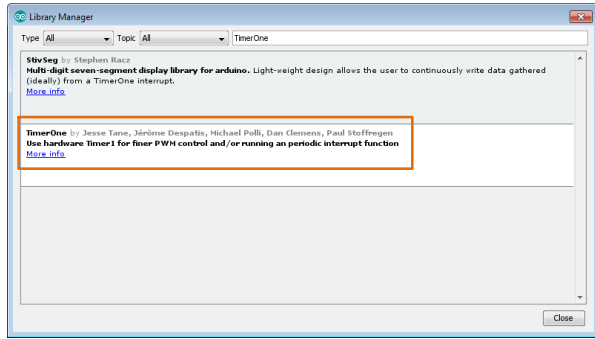 Library Manager
Type All Topic All TimerOne
StivSeg by Stephen Racz
Multi-digit seven-segment display library for arduino. Light-weight design allows the user to continuously write data gathered
(ideally) from a TimerOne interrupt.
More info
TimerOne by Jesse Tane, Jérôme Despatis, Michael Polli, Dan Clemens, Paul Stoffregen
Use hardware Timer1 for finer PWM control and/or running an periodic interrupt function
More info
Close